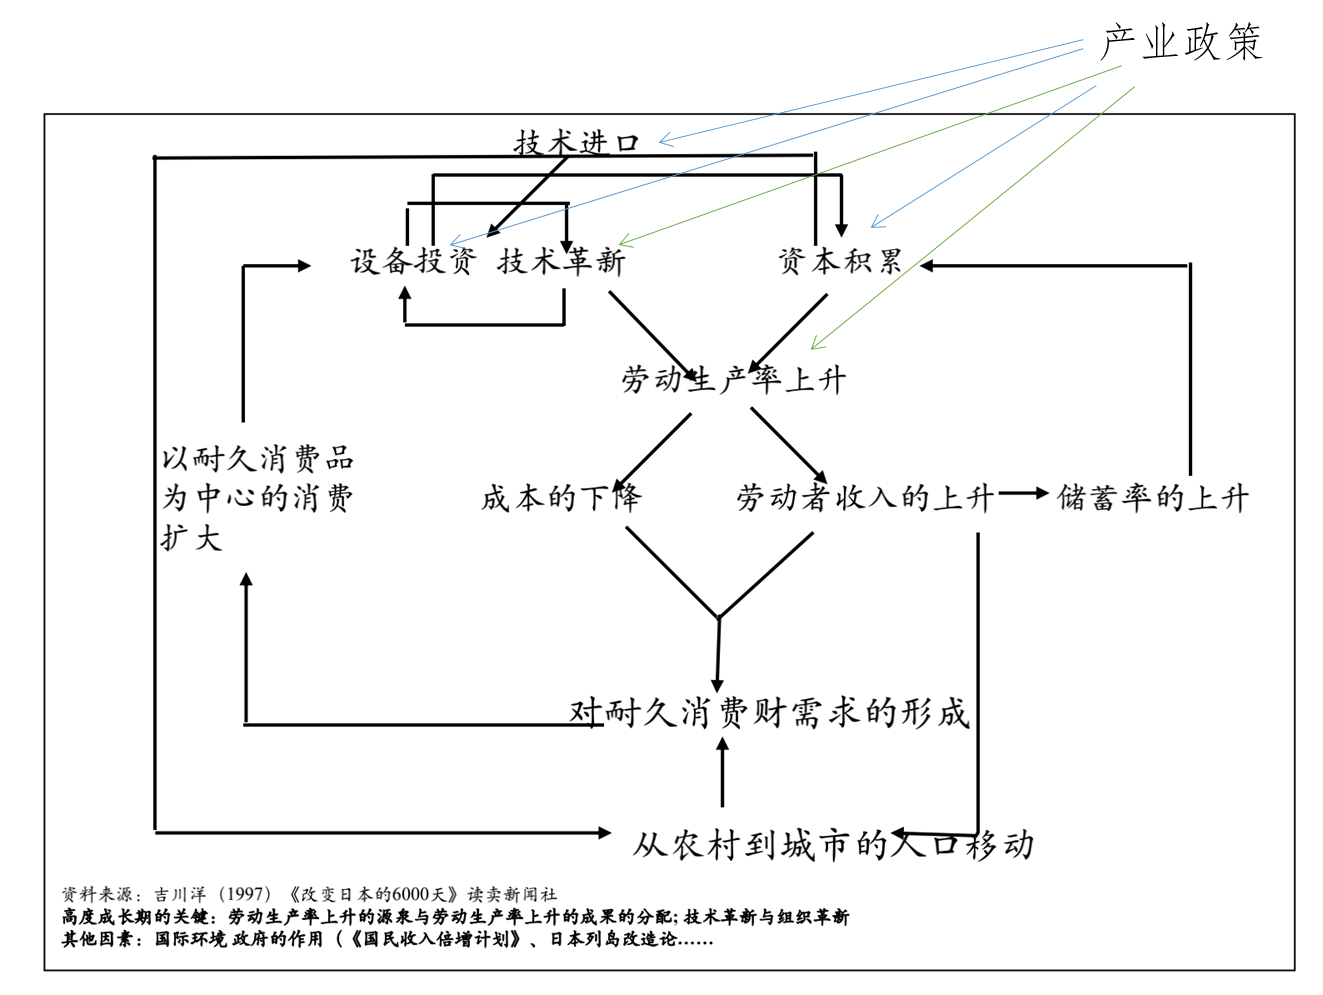 产业政策
技术进口
设备投资 技术革新 资本积累
劳动生产率上升
以耐久消费品
为中心的消费
扩大
成本的下降 劳动者收入的上升 储蓄率的上升
对耐久消费财需求的形成
从农村到城市的人口移动
资料来源：吉川洋（1997）《改变日本的6000天》读卖新闻社
高度成长期的关键：劳动生产率上升的源泉与劳动生产率上升的成果的分配; 技术革新与组织革新
其他因素：国际环境 政府的作用（《国民收入倍增计划》、日本列岛改造论......